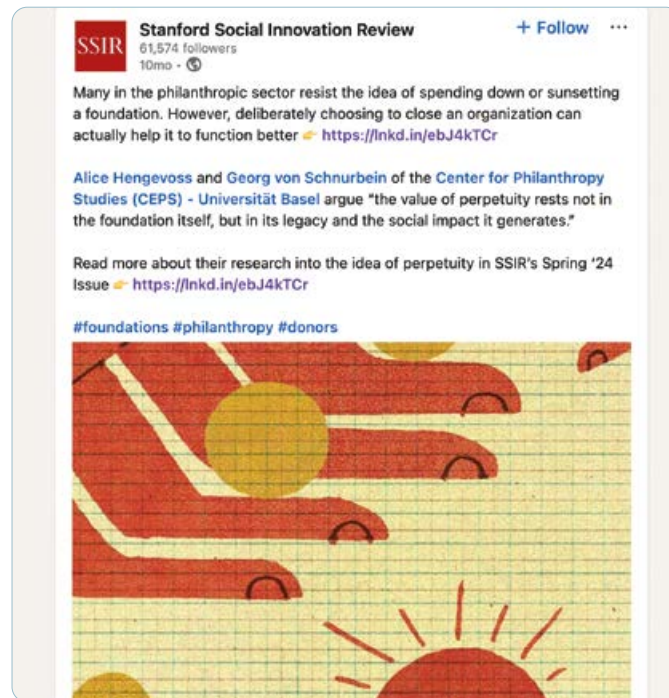 SSIR
Stanford Social Innovation Review
61,574 followers
10mo •
+ Follow ...
Many in the philanthropic sector resist the idea of spending down or sunsetting
a foundation. However, deliberately choosing to close an organization can
actually help it to function better 👉 https://lnkd.in/ebJ4kTCr
Alice Hengevoss and Georg von Schnurbein of the Center for Philanthropy
Studies (CEPS) - Universität Basel argue “the value of perpetuity rests not in
the foundation itself, but in its legacy and the social impact it generates.”
Read more about their research into the idea of perpetuity in SSIR’s Spring ‘24
Issue 👉 https://lnkd.in/ebJ4kTCr
#foundations #philanthropy #donors